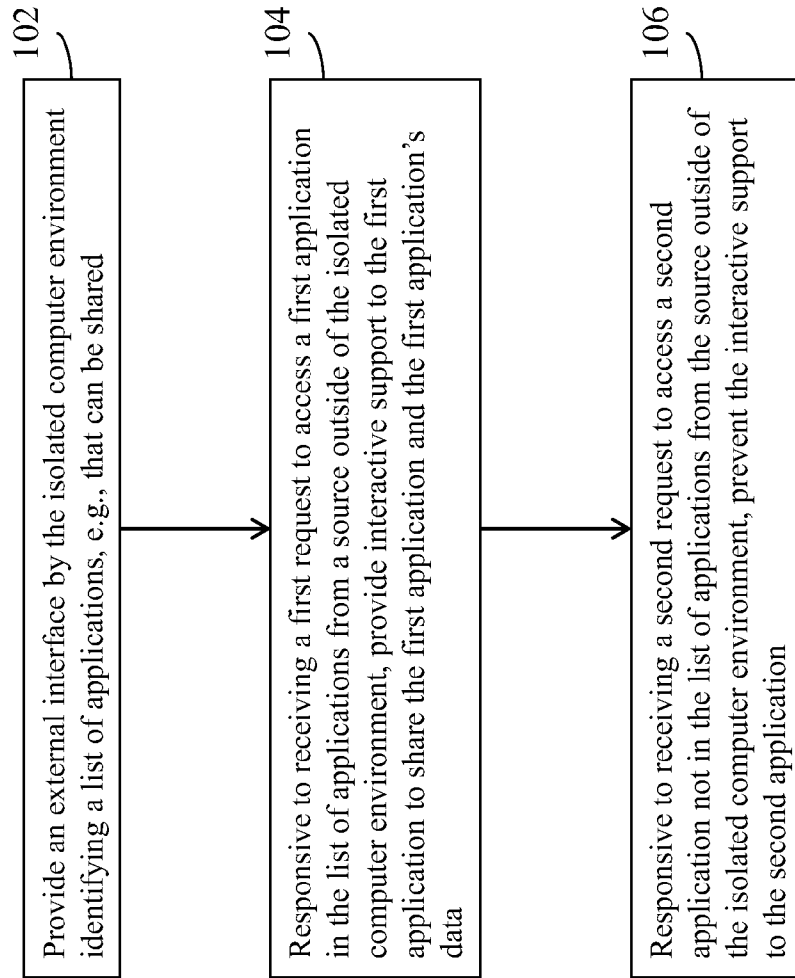 102
Provide an external interface by the isolated computer environment
identifying a list of applications, e.g., that can be shared
104
Responsive to receiving a first request to access a first application
in the list of applications from a source outside of the isolated
computer environment, provide interactive support to the first
application to share the first application and the first application's
data
106
Responsive to receiving a second request to access a second
application not in the list of applications from the source outside of
the isolated computer environment, prevent the interactive support
to the second application